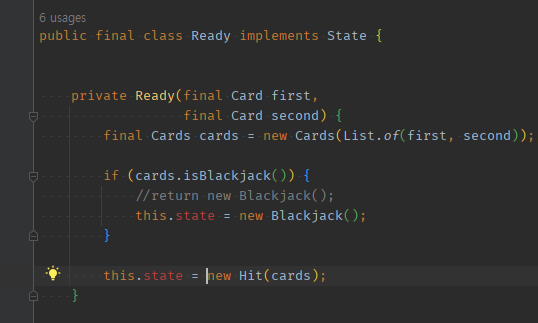 6 usages
public final class Ready implements State {
private Ready(final Card first,
final Card second) {
final Cards cards = new Cards(List.of(first, second));
if (cards.isBlackjack()) {
//return new Blackjack();
this.state = new Blackjack();
}
this.state = new Hit(cards);
}